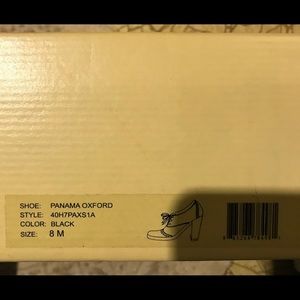 SHOE: PANAMA OXFORD
STYLE: 40H7PAXS1A
COLOR: BLACK
SIZE: 8 M